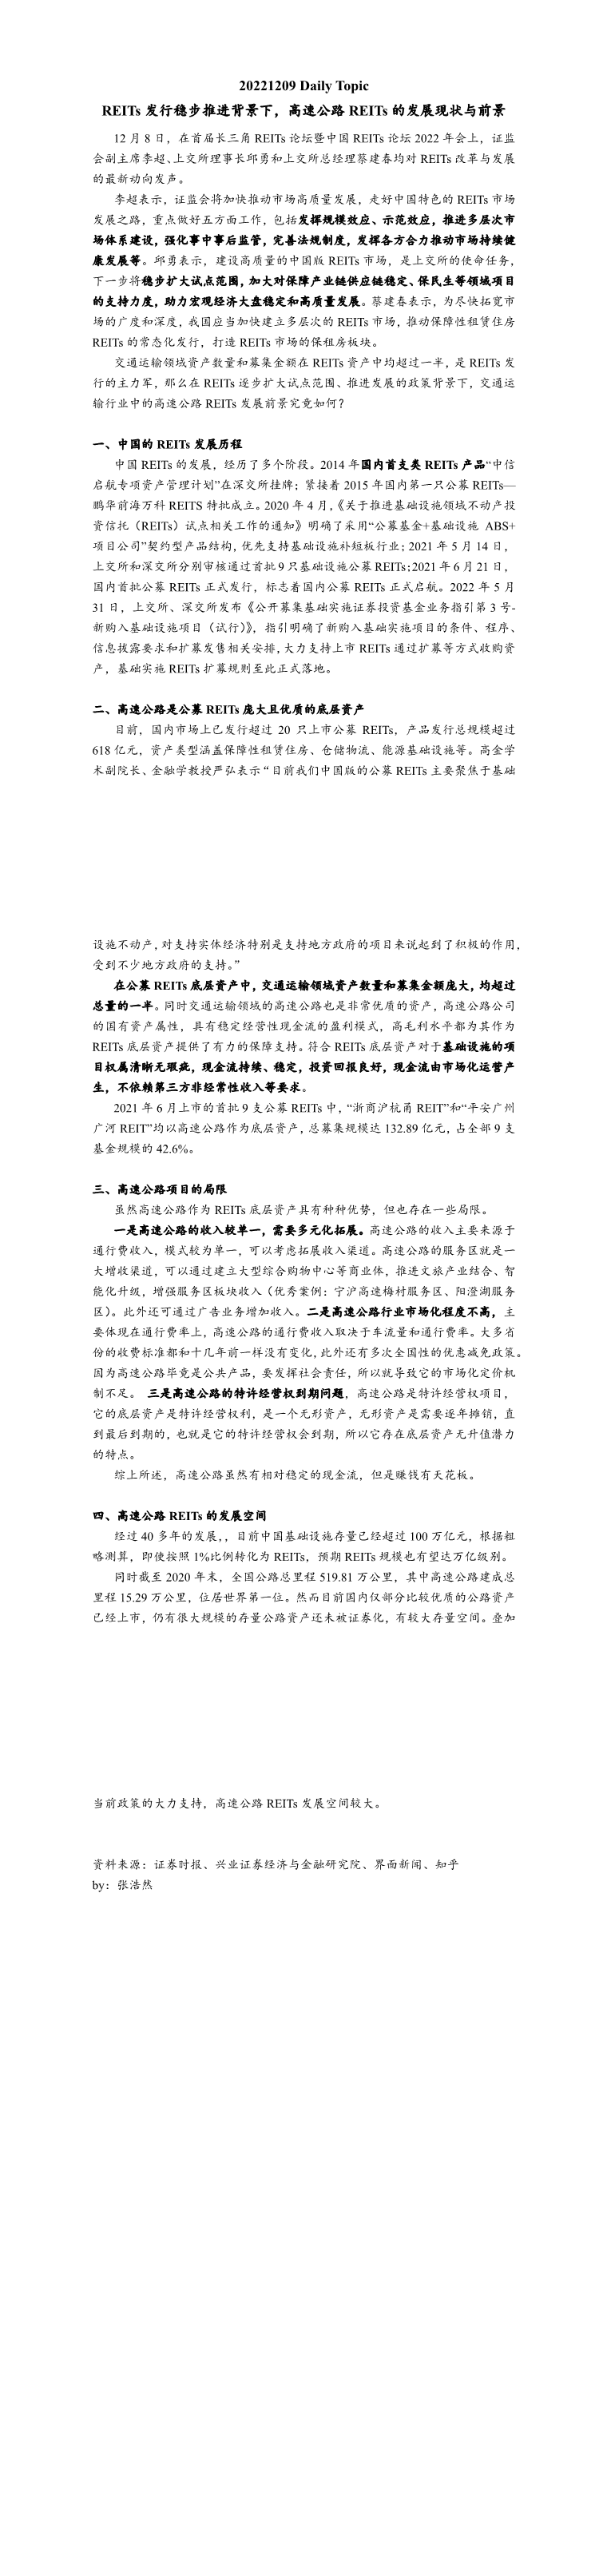 20221209 Daily Topic
REITs 发行稳步推进背景下，高速公路 REITs 的发展现状与前景
12 月 8 日，在首届长三角 REITs 论坛暨中国 REITs 论坛 2022 年会上，证监
会副主席李超、上交所理事长邱勇和上交所总经理蔡建春均对 REITs 改革与发展
的最新动向发声。
李超表示，证监会将加快推动市场高质量发展，走好中国特色的 REITs 市场
发展之路，重点做好五方面工作，包括发挥规模效应、示范效应，推进多层次市
场体系建设，强化事中事后监管，完善法规制度，发挥各方合力推动市场持续健
康发展等。邱勇表示，建设高质量的中国版 REITs 市场，是上交所的使命任务，
下一步将稳步扩大试点范围，加大对保障产业链供应链稳定、保民生等领域项目
的支持力度，助力宏观经济大盘稳定和高质量发展。蔡建春表示，为尽快拓宽市
场的广度和深度，我国应当加快建立多层次的 REITs 市场，推动保障性租赁住房
REITs 的常态化发行，打造 REITs 市场的保租房板块。
交通运输领域资产数量和募集金额在 REITs 资产中均超过一半，是 REITs 发
行的主力军，那么在 REITs 逐步扩大试点范围、推进发展的政策背景下，交通运
输行业中的高速公路 REITs 发展前景究竟如何？
一、中国的 REITs 发展历程
中国 REITs 的发展，经历了多个阶段。2014 年国内首支类 REITs 产品“中信
启航专项资产管理计划”在深交所挂牌；紧接着 2015 年国内第一只公募 REITs—
鹏华前海万科 REITS 特批成立。2020 年 4 月，《关于推进基础设施领域不动产投
资信托（REITs）试点相关工作的通知》明确了采用“公募基金+基础设施 ABS+
项目公司”契约型产品结构，优先支持基础设施补短板行业；2021 年 5 月 14 日，
上交所和深交所分别审核通过首批 9 只基础设施公募 REITs；2021 年 6 月 21 日，
国内首批公募 REITs 正式发行，标志着国内公募 REITs 正式启航。2022 年 5 月
31 日，上交所、深交所发布《公开募集基础实施证券投资基金业务指引第 3 号-
新购入基础设施项目（试行）》，指引明确了新购入基础实施项目的条件、程序、
信息披露要求和扩募发售相关安排，大力支持上市 REITs 通过扩募等方式收购资
产，基础实施 REITs 扩募规则至此正式落地。
二、高速公路是公募 REITs 庞大且优质的底层资产
目前，国内市场上已发行超过 20 只上市公募 REITs，产品发行总规模超过
618 亿元，资产类型涵盖保障性租赁住房、仓储物流、能源基础设施等。高金学
术副院长、金融学教授严弘表示“目前我们中国版的公募 REITs 主要聚焦于基础
设施不动产，对支持实体经济特别是支持地方政府的项目来说起到了积极的作用，
受到不少地方政府的支持。”
在公募 REITs 底层资产中，交通运输领域资产数量和募集金额庞大，均超过
总量的一半。同时交通运输领域的高速公路也是非常优质的资产，高速公路公司
的国有资产属性，具有稳定经营性现金流的盈利模式，高毛利水平都为其作为
REITs 底层资产提供了有力的保障支持。符合 REITs 底层资产对于基础设施的项
目权属清晰无瑕疵，现金流持续、稳定，投资回报良好，现金流由市场化运营产
生，不依赖第三方非经常性收入等要求。
2021 年 6 月上市的首批 9 支公募 REITs 中，“浙商沪杭甬 REIT”和“平安广州
广河 REIT”均以高速公路作为底层资产，总募集规模达 132.89 亿元，占全部 9 支
基金规模的 42.6%。
三、高速公路项目的局限
虽然高速公路作为 REITs 底层资产具有种种优势，但也存在一些局限。
一是高速公路的收入较单一，需要多元化拓展。高速公路的收入主要来源于
通行费收入，模式较为单一，可以考虑拓展收入渠道。高速公路的服务区就是一
大增收渠道，可以通过建立大型综合购物中心等商业体，推进文旅产业结合、智
能化升级，增强服务区板块收入（优秀案例：宁沪高速梅村服务区、阳澄湖服务
区）。此外还可通过广告业务增加收入。二是高速公路行业市场化程度不高，主
要体现在通行费率上，高速公路的通行费收入取决于车流量和通行费率。大多省
份的收费标准都和十几年前一样没有变化，此外还有多次全国性的优惠减免政策。
因为高速公路毕竟是公共产品，要发挥社会责任，所以就导致它的市场化定价机
制不足。 三是高速公路的特许经营权到期问题，高速公路是特许经营权项目，
它的底层资产是特许经营权利，是一个无形资产，无形资产是需要逐年摊销，直
到最后到期的，也就是它的特许经营权会到期，所以它存在底层资产无升值潜力
的特点。
综上所述，高速公路虽然有相对稳定的现金流，但是赚钱有天花板。
四、高速公路 REITs 的发展空间
经过 40 多年的发展，，目前中国基础设施存量已经超过 100 万亿元，根据粗
略测算，即使按照 1%比例转化为 REITs，预期 REITs 规模也有望达万亿级别。
同时截至 2020 年末，全国公路总里程 519.81 万公里，其中高速公路建成总
里程 15.29 万公里，位居世界第一位。然而目前国内仅部分比较优质的公路资产
已经上市，仍有很大规模的存量公路资产还未被证券化，有较大存量空间。叠加
当前政策的大力支持，高速公路 REITs 发展空间较大。
资料来源：证券时报、兴业证券经济与金融研究院、界面新闻、知乎
by：张浩然